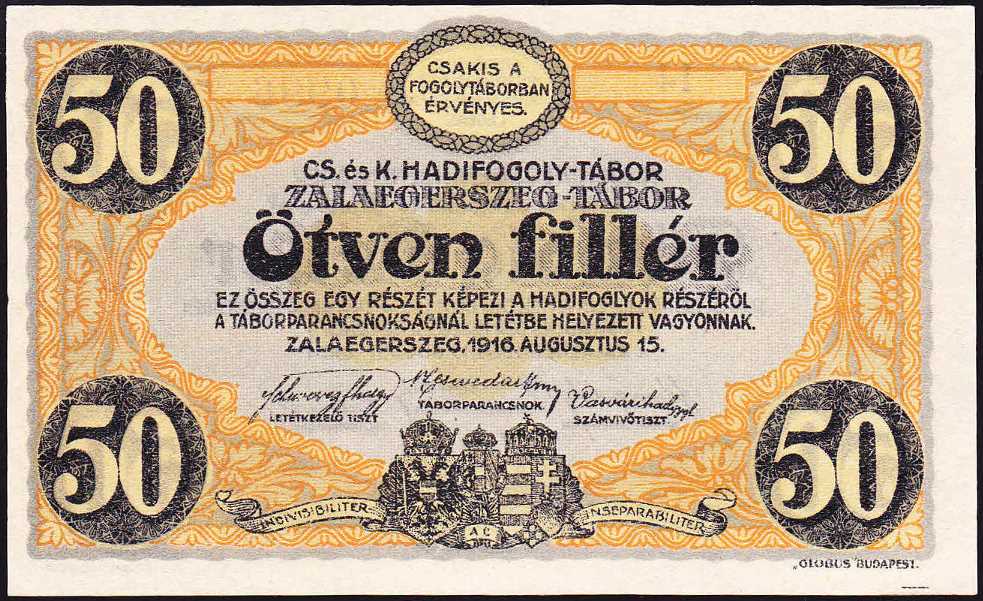 50
50
CSAKIS A
FOGOLYTÁBORBAN
ÉRVÉNYES.
CS. és K. HADIFOGOLY-TÁBOR
ZALAEGERSZEG-TÁBOR
Ötven fillér
EZ ÖSSZEG EGY RÉSZÉT KÉPEZI A HADIFOGLYOK RÉSZÉRŐL
A TÁBORPARANCSNOKSÁGNÁL LETÉTBE HELYEZETT VAGYONNAK.
ZALAEGERSZEG, 1916. AUGUSZTUS 15.
LETÉTKEZELŐ TISZT
TÁBORPARANCSNOK.
SZÁMVIVŐTISZT.
50
50
INDIVISIBILITER
INSEPARABILITER
„GLOBUS" BUDAPEST.